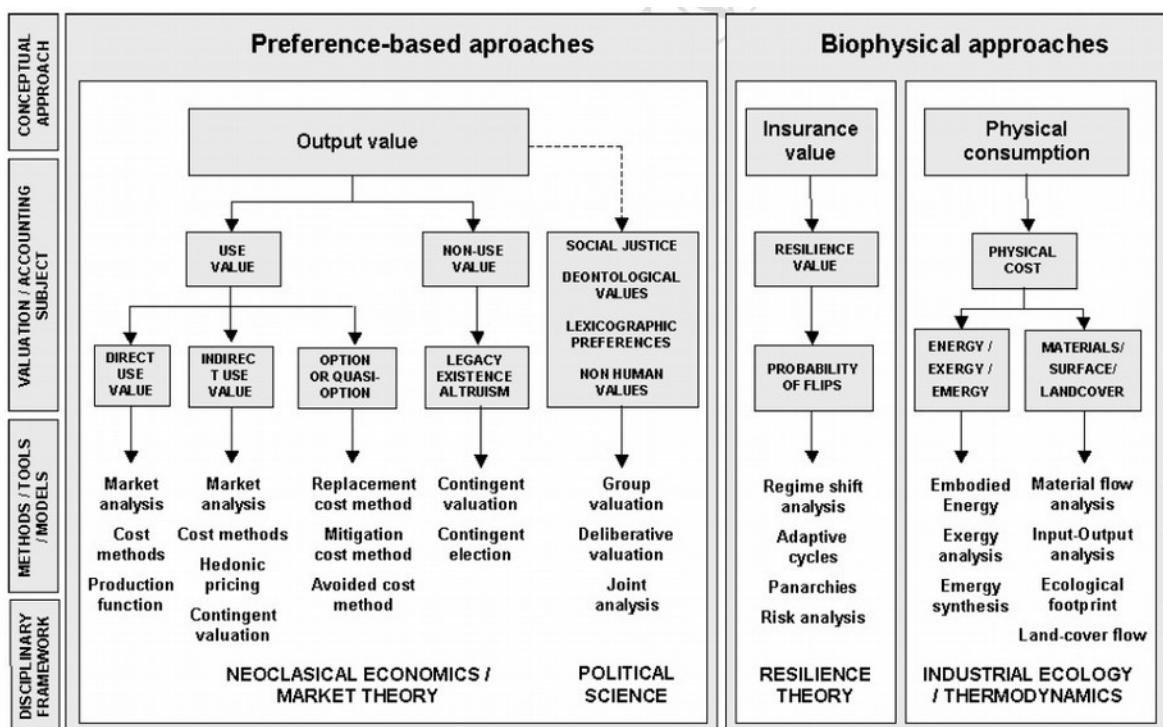 CONCEPTUAL
APPROACH
VALUATION / ACCOUNTING
SUBJECT
METHODS / TOOLS
/ MODELS
DISCIPLINARY
FRAMEWORK
Preference-based aproaches
Output value
USE
VALUE
NON-USE
VALUE
SOCIAL JUSTICE
DEONTOLOGICAL
VALUES
LEXICOGRAPHIC
PREFERENCES
NON HUMAN
VALUES
DIRECT
USE
VALUE
INDIREC
T USE
VALUE
OPTION
OR QUASI-
OPTION
LEGACY
EXISTENCE
ALTRUISM
Market
analysis
Cost
methods
Production
function
Market
analysis
Cost methods
Hedonic
pricing
Contingent
valuation
Replacement
cost method
Mitigation
cost method
Avoided cost
method
Contingent
valuation
Contingent
election
Group
valuation
Deliberative
valuation
Joint
analysis
NEOCLASICAL ECONOMICS /
MARKET THEORY
POLITICAL
SCIENCE
Biophysical approaches
Insurance
value
RESILIENCE
VALUE
PROBABILITY
OF FLIPS
Regime shift
analysis
Adaptive
cycles
Panarchies
Risk analysis
RESILIENCE
THEORY
Physical
consumption
PHYSICAL
COST
ENERGY /
EXERGY /
EMERGY
MATERIALS/
SURFACE/
LANDCOVER
Embodied
Energy
Exergy
analysis
Emergy
synthesis
Material flow
analysis
Input-Output
analysis
Ecological
footprint
Land-cover flow
INDUSTRIAL ECOLOGY
/ THERMODYNAMICS